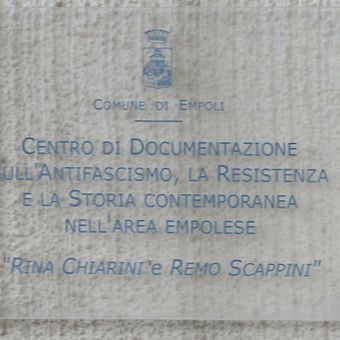 COMUNE DI EMPOLI
CENTRO DI DOCUMENTAZIONE
ULL'ANTIFASCISMO, LA RESISTENZA
E LA STORIA CONTEMPORANEA
NELL'AREA EMPOLESE
"RINA CHIARINI e REMO SCAPPINI"